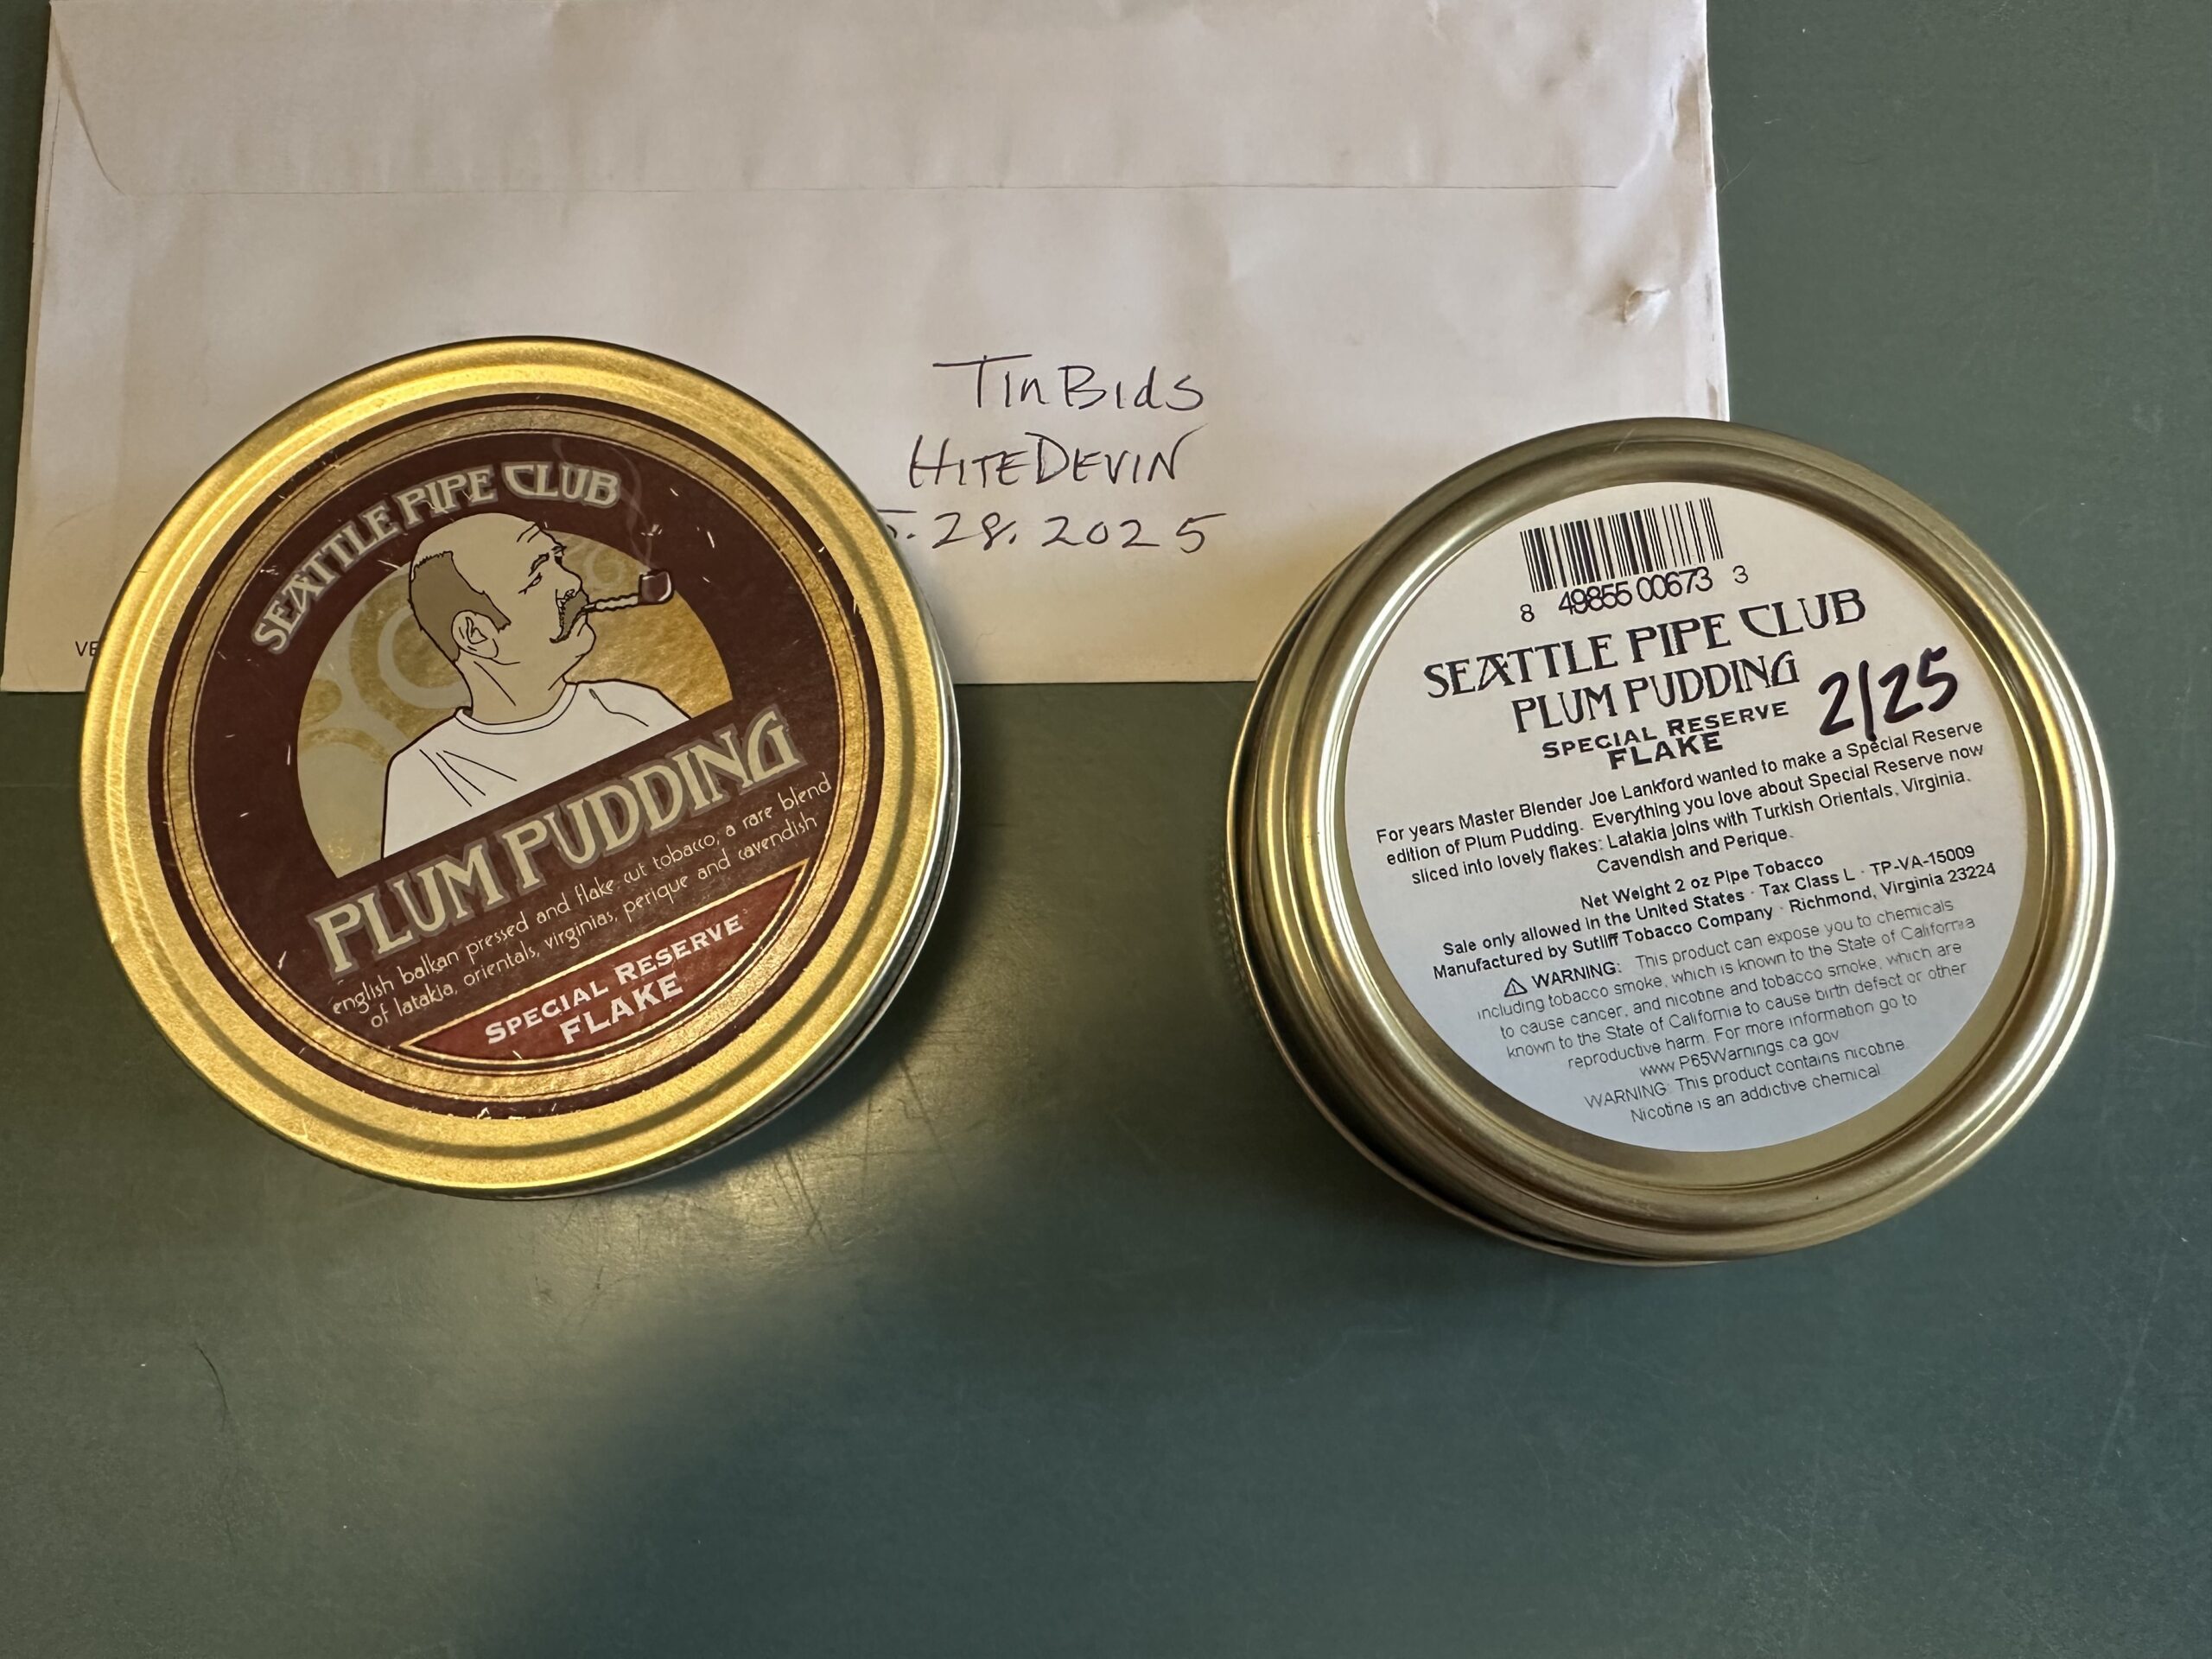 TinBids
HiteDevin
.28.2025
SEATTLE PIPE CLUB
PLUM PUDDING
english balkan pressed and flake cut tobacco, a rare blend
of latakia, orientals, virginias, perique and cavendish
SPECIAL RESERVE
FLAKE
8 49855 00673 3
SEATTLE PIPE CLUB
PLUM PUDDING
2/25
SPECIAL RESERVE
FLAKE
For years Master Blender Joe Lankford wanted to make a Special Reserve
edition of Plum Pudding. Everything you love about Special Reserve now
sliced into lovely flakes: Latakia joins with Turkish Orientals, Virginia,
Cavendish and Perique.
Net Weight 2 oz Pipe Tobacco
Sale only allowed in the United States · Tax Class L · TP-VA-15009
Manufactured by Sutliff Tobacco Company · Richmond, Virginia 23224
⚠ WARNING: This product can expose you to chemicals
including tobacco smoke, which is known to the State of California
to cause cancer, and nicotine and tobacco smoke, which are
known to the State of California to cause birth defect or other
reproductive harm. For more information go to
www.P65Warnings.ca.gov
WARNING: This product contains nicotine.
Nicotine is an addictive chemical